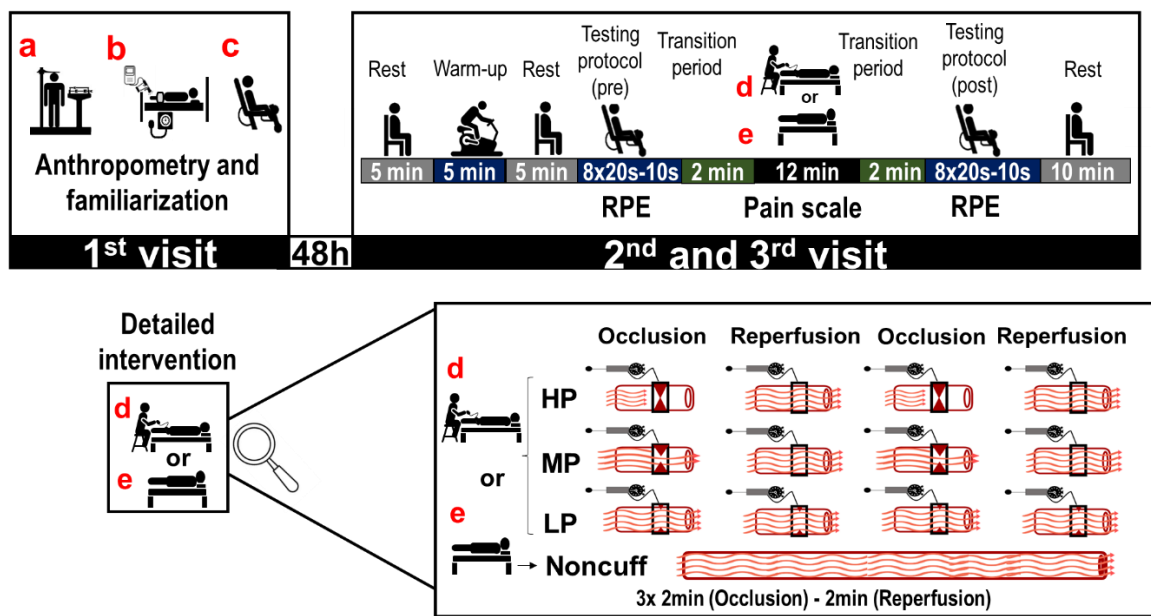 a b c
Anthropometry and
familiarization
1st visit
48h
Rest
Warm-up
Rest
Testing
protocol
(pre)
Transition
period
d
or
e
Transition
period
Testing
protocol
(post)
Rest
5 min 5 min 5 min 8x20s-10s 2 min 12 min 2 min 8x20s-10s 10 min
RPE Pain scale RPE
2nd and 3rd visit
Detailed
intervention
d
or
e
Occlusion Reperfusion Occlusion Reperfusion
d
HP
MP
or
LP
e
Noncuff
3x 2min (Occlusion) - 2min (Reperfusion)